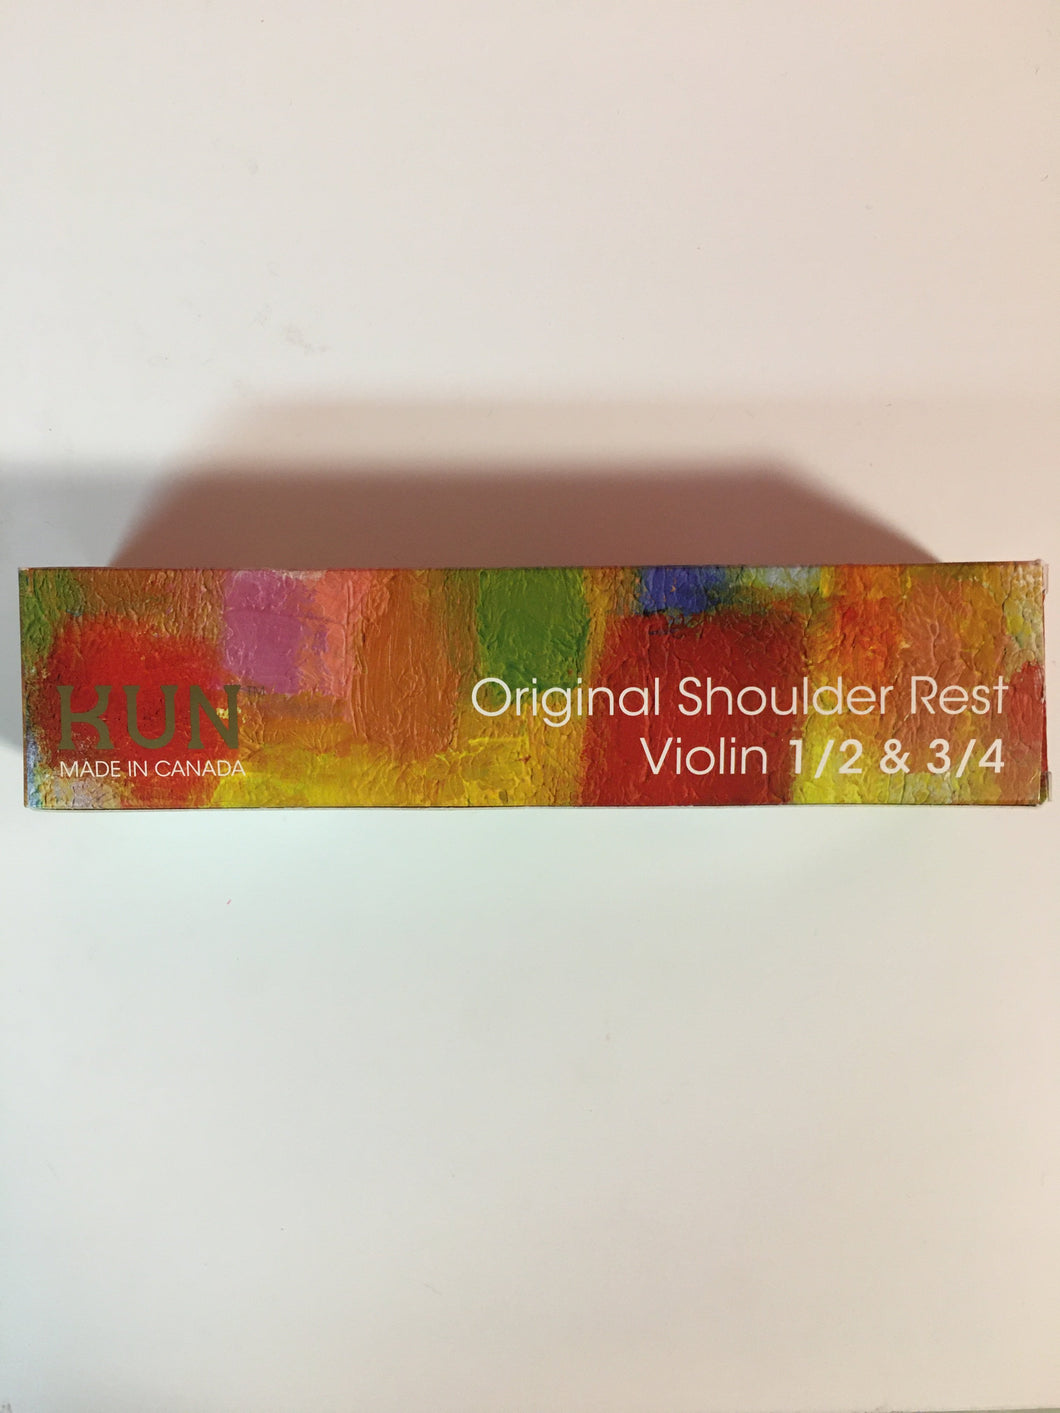 KUN
MADE IN CANADA
Original Shoulder Rest
Violin 1/2 & 3/4